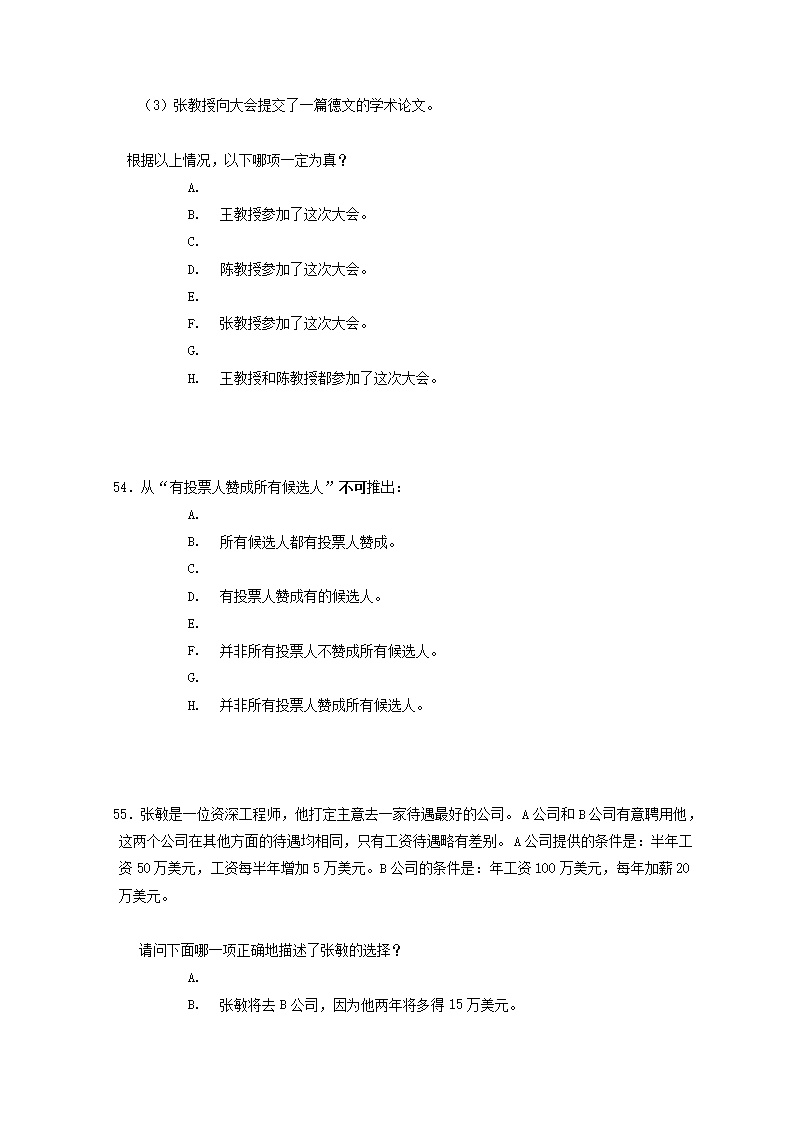 （3）张教授向大会提交了一篇德文的学术论文。
根据以上情况，以下哪项一定为真？
A.
B. 王教授参加了这次大会。
C.
D. 陈教授参加了这次大会。
E.
F. 张教授参加了这次大会。
G.
H. 王教授和陈教授都参加了这次大会。
54．从“有投票人赞成所有候选人”不可推出：
A.
B. 所有候选人都有投票人赞成。
C.
D. 有投票人赞成有的候选人。
E.
F. 并非所有投票人不赞成所有候选人。
G.
H. 并非所有投票人赞成所有候选人。
55．张敏是一位资深工程师，他打定主意去一家待遇最好的公司。A公司和B公司有意聘用他，
这两个公司在其他方面的待遇均相同，只有工资待遇略有差别。A公司提供的条件是：半年工
资50万美元，工资每半年增加5万美元。B公司的条件是：年工资100万美元，每年加薪20
万美元。
请问下面哪一项正确地描述了张敏的选择？
A.
B. 张敏将去B公司，因为他两年将多得15万美元。